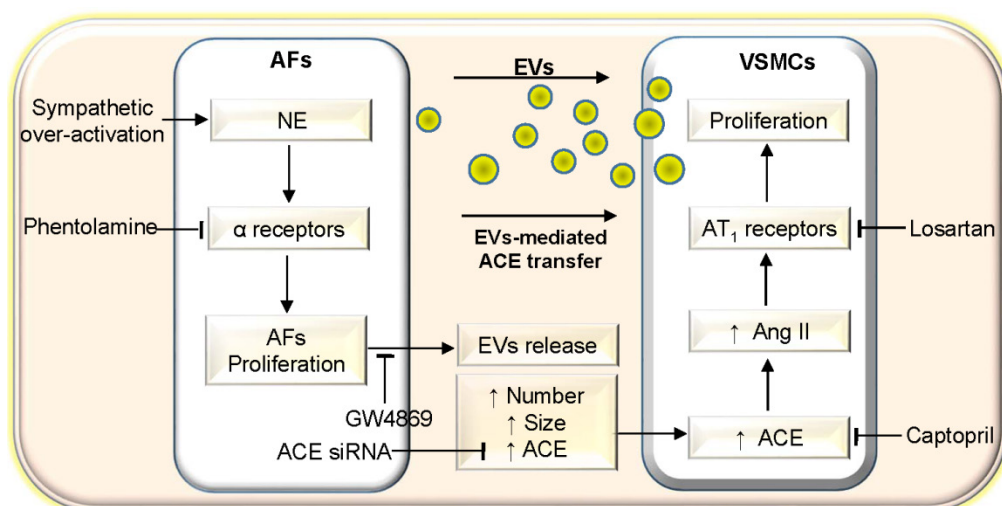 AFs
EVs
VSMCs
Sympathetic
over-activation
NE
Proliferation
Phentolamine
α receptors
EVs-mediated
ACE transfer
AT₁ receptors
Losartan
AFs
Proliferation
EVs release
↑ Ang II
GW4869
ACE siRNA
↑ Number
↑ Size
↑ ACE
↑ ACE
Captopril